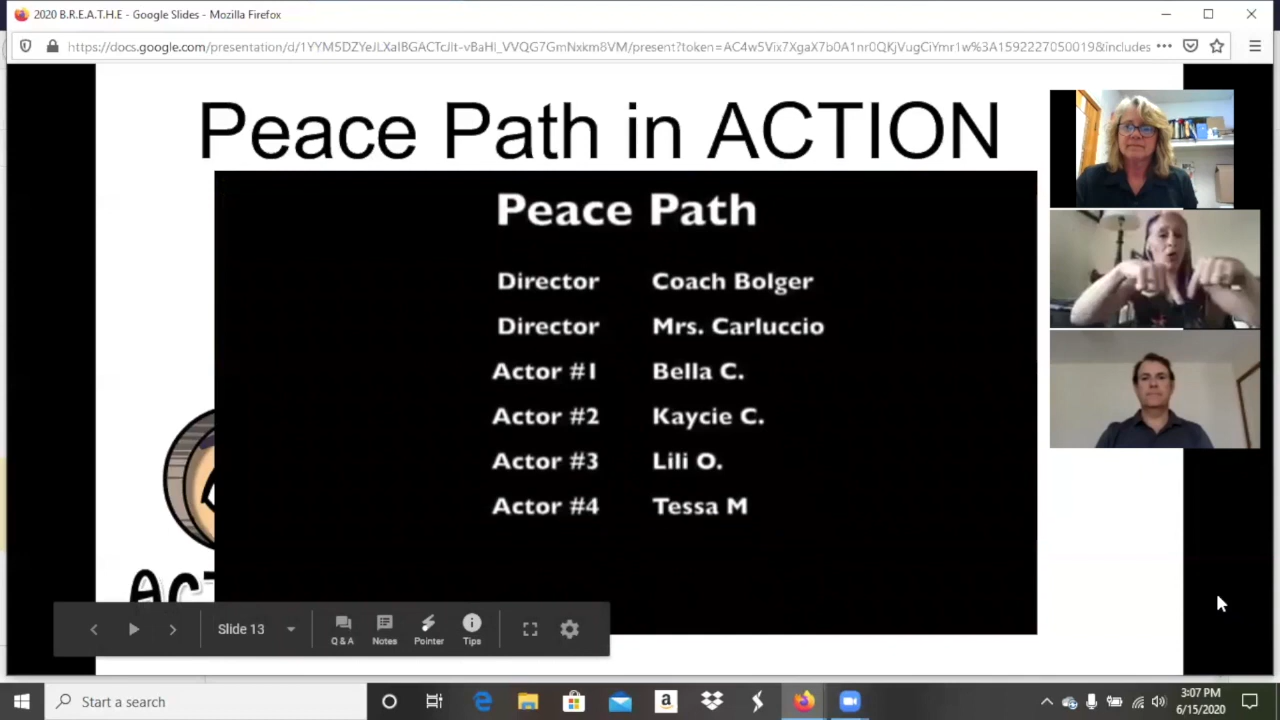 2020 B.R.E.A.T.H.E - Google Slides - Mozilla Firefox
Peace Path in ACTION
Peace Path
Director Coach Bolger
Director Mrs. Carluccio
Actor #1 Bella C.
Actor #2 Kaycie C.
Actor #3 Lili O.
Actor #4 Tessa M
Slide 13
Q & A Notes Pointer Tips
Start a search
3:07 PM
6/15/2020